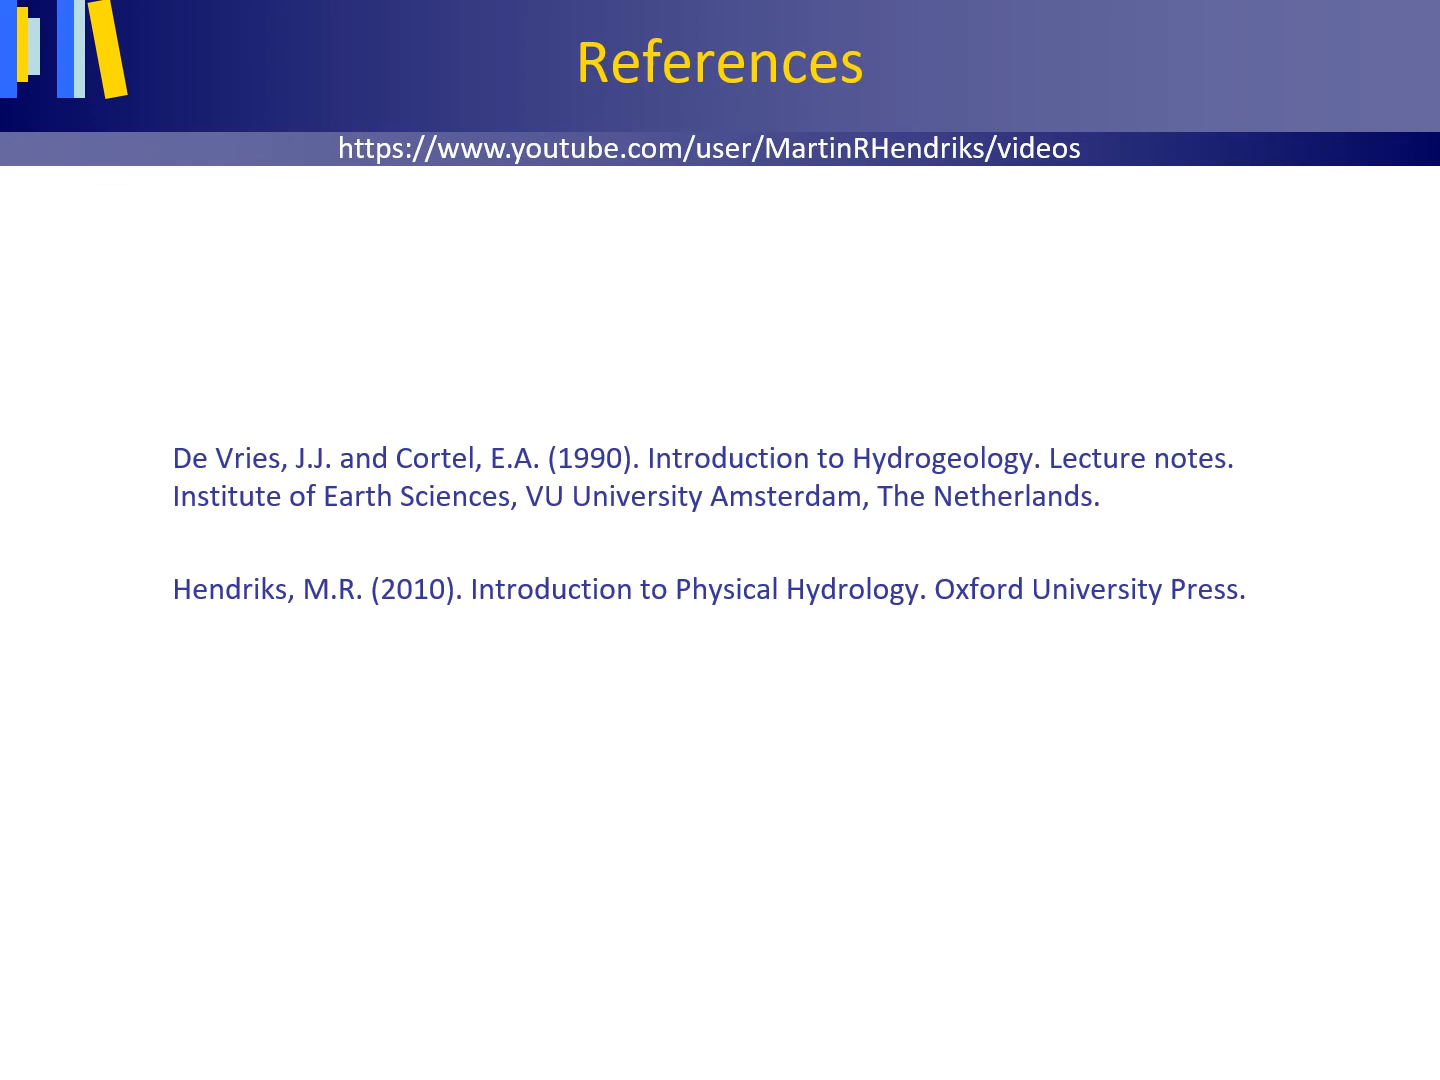 References
https://www.youtube.com/user/MartinRHendriks/videos
De Vries, J.J. and Cortel, E.A. (1990). Introduction to Hydrogeology. Lecture notes.
Institute of Earth Sciences, VU University Amsterdam, The Netherlands.
Hendriks, M.R. (2010). Introduction to Physical Hydrology. Oxford University Press.